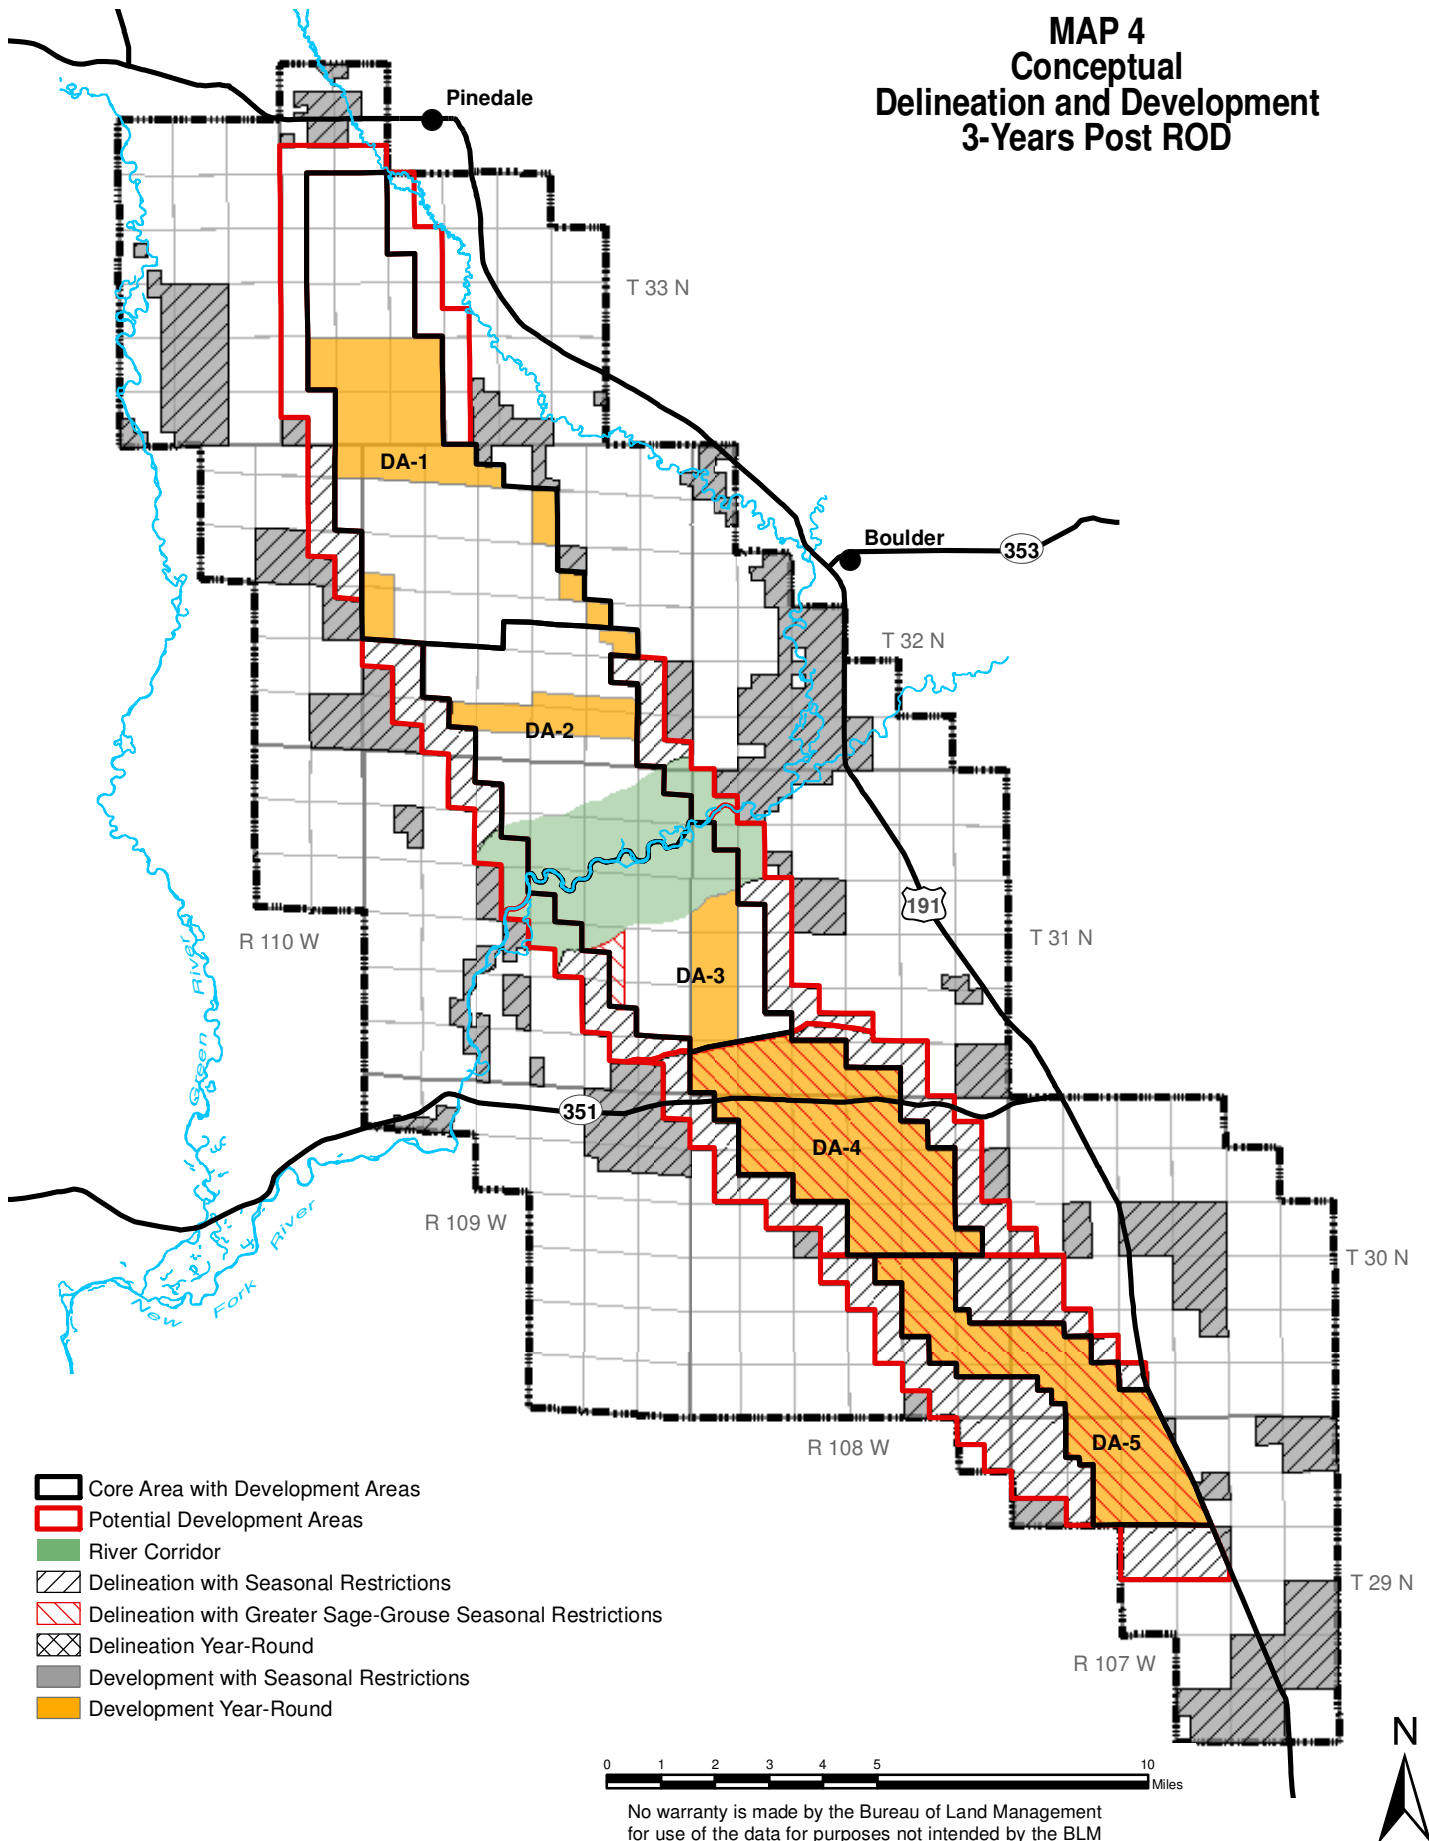 MAP 4
Conceptual
Delineation and Development
3-Years Post ROD
Pinedale
T 33 N
DA-1
Boulder
353
T 32 N
DA-2
191
R 110 W
T 31 N
DA-3
Green River
351
DA-4
R 109 W
T 30 N
New Fork River
R 108 W
DA-5
Core Area with Development Areas
Potential Development Areas
River Corridor
Delineation with Seasonal Restrictions
Delineation with Greater Sage-Grouse Seasonal Restrictions
Delineation Year-Round
Development with Seasonal Restrictions
Development Year-Round
T 29 N
R 107 W
N
0 1 2 3 4 5 10
Miles
No warranty is made by the Bureau of Land Management
for use of the data for purposes not intended by the BLM